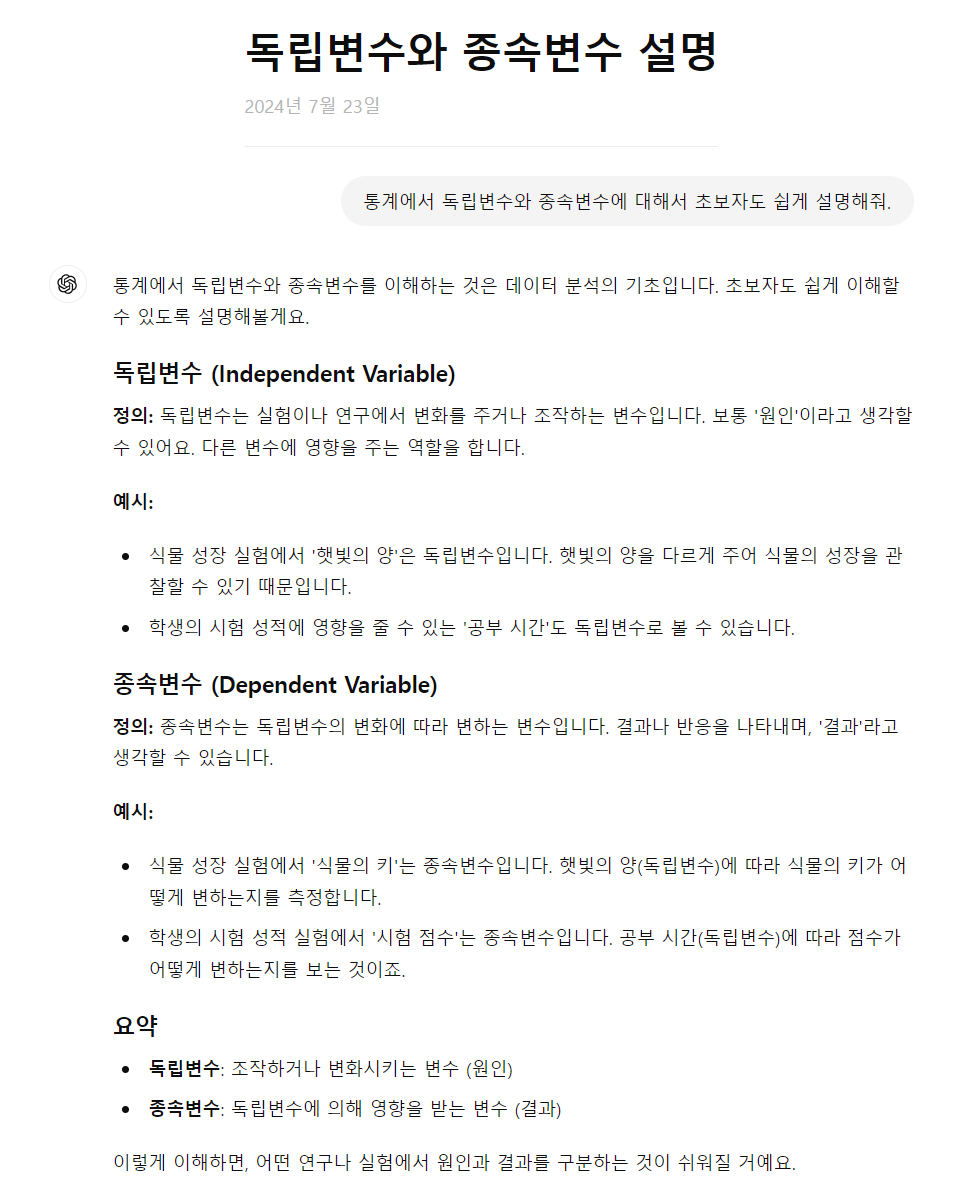 독립변수와 종속변수 설명
2024년 7월 23일
통계에서 독립변수와 종속변수에 대해서 초보자도 쉽게 설명해줘.
통계에서 독립변수와 종속변수를 이해하는 것은 데이터 분석의 기초입니다. 초보자도 쉽게 이해할
수 있도록 설명해볼게요.
독립변수 (Independent Variable)
정의: 독립변수는 실험이나 연구에서 변화를 주거나 조작하는 변수입니다. 보통 '원인'이라고 생각할
수 있어요. 다른 변수에 영향을 주는 역할을 합니다.
예시:
• 식물 성장 실험에서 '햇빛의 양'은 독립변수입니다. 햇빛의 양을 다르게 주어 식물의 성장을 관
찰할 수 있기 때문입니다.
• 학생의 시험 성적에 영향을 줄 수 있는 '공부 시간'도 독립변수로 볼 수 있습니다.
종속변수 (Dependent Variable)
정의: 종속변수는 독립변수의 변화에 따라 변하는 변수입니다. 결과나 반응을 나타내며, '결과'라고
생각할 수 있습니다.
예시:
• 식물 성장 실험에서 '식물의 키'는 종속변수입니다. 햇빛의 양(독립변수)에 따라 식물의 키가 어
떻게 변하는지를 측정합니다.
• 학생의 시험 성적 실험에서 '시험 점수'는 종속변수입니다. 공부 시간(독립변수)에 따라 점수가
어떻게 변하는지를 보는 것이죠.
요약
• 독립변수: 조작하거나 변화시키는 변수 (원인)
• 종속변수: 독립변수에 의해 영향을 받는 변수 (결과)
이렇게 이해하면, 어떤 연구나 실험에서 원인과 결과를 구분하는 것이 쉬워질 거예요.